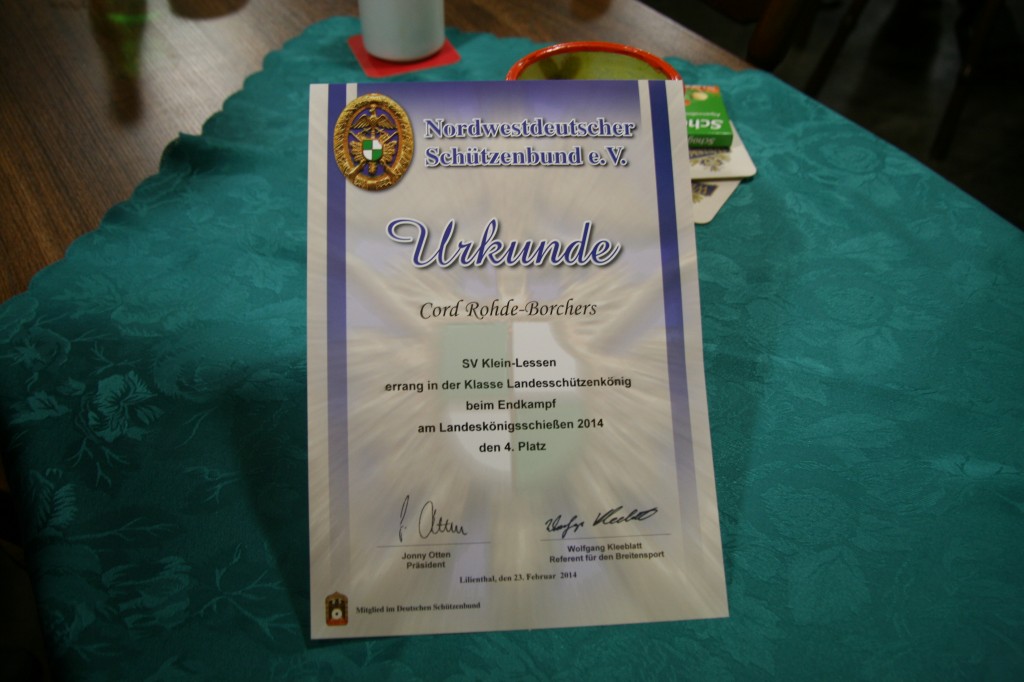 Nordwestdeutscher
Schützenbund e.V.
Urkunde
Cord Rohde-Borchers
SV Klein-Lessen
errang in der Klasse Landesschützenkönig
beim Endkampf
am Landeskönigsschießen 2014
den 4. Platz
Jonny Otten
Präsident
Wolfgang Kleeblatt
Referent für den Breitensport
Lilienthal, den 23. Februar 2014
Mitglied im Deutschen Schützenbund